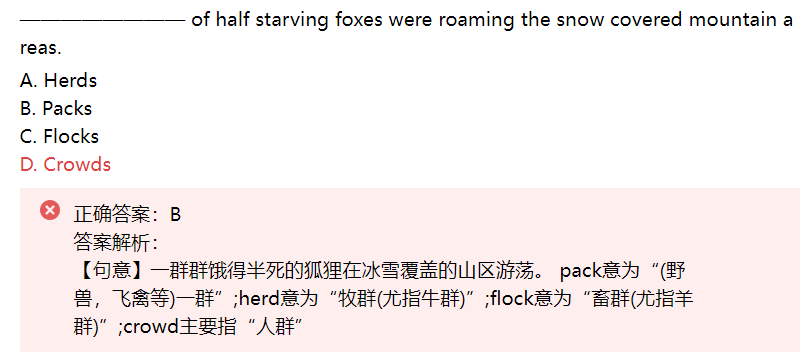 ———————— of half starving foxes were roaming the snow covered mountain a
reas.
A. Herds
B. Packs
C. Flocks
D. Crowds
正确答案：B
答案解析：
【句意】一群群饿得半死的狐狸在冰雪覆盖的山区游荡。 pack意为“(野
兽，飞禽等)一群”;herd意为“牧群(尤指牛群)”;flock意为“畜群(尤指羊
群)”;crowd主要指“人群”